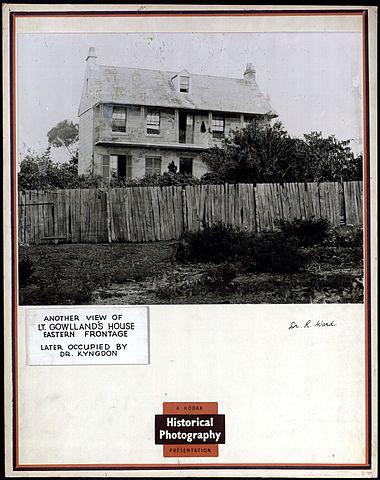 ANOTHER VIEW OF
LT. GOWLLAND'S HOUSE
EASTERN FRONTAGE
LATER OCCUPIED BY
DR. KYNGDON
Dr. R. Ward
A KODAK
Historical
Photography
PRESENTATION